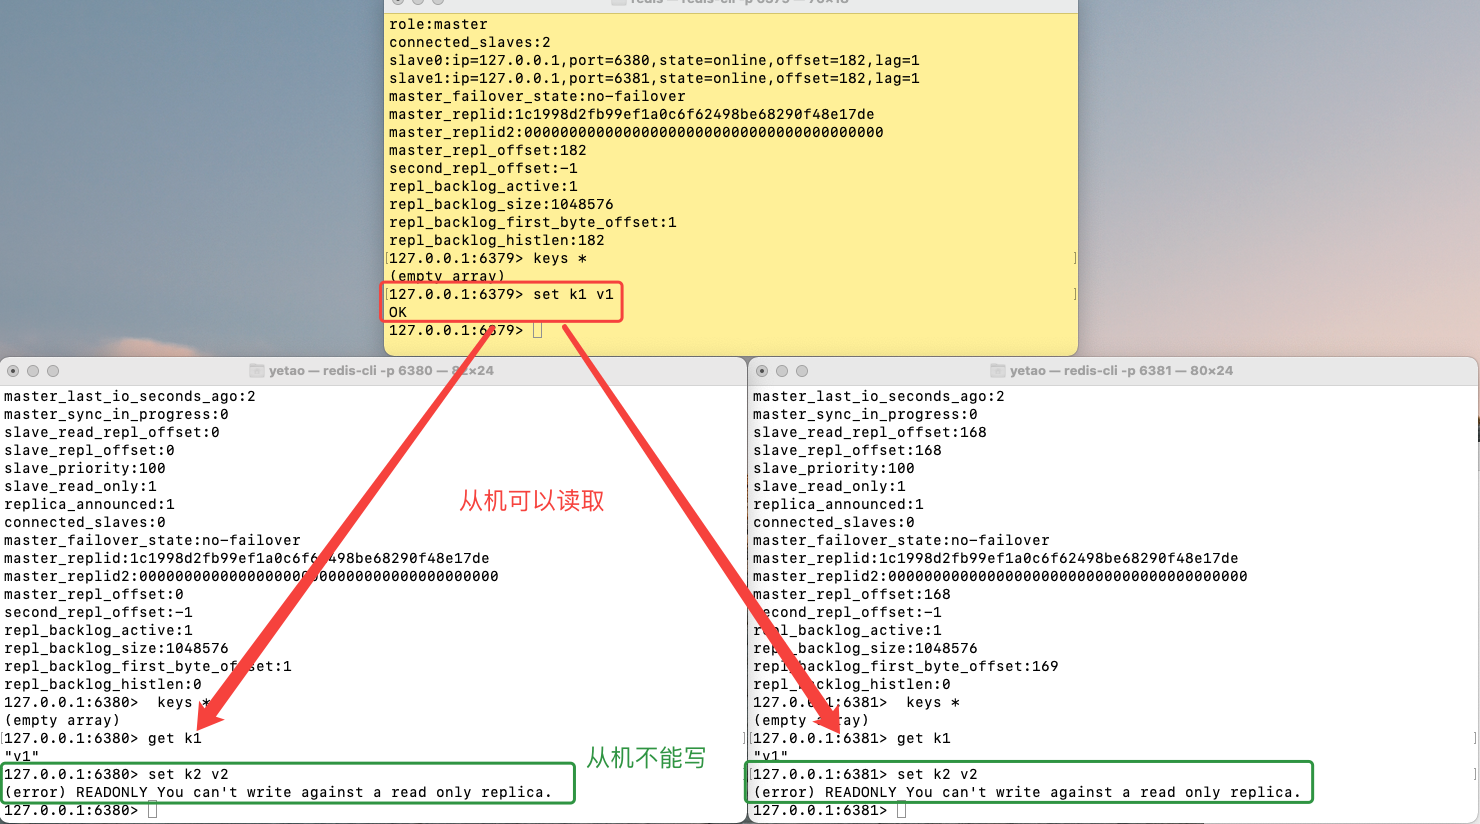 role:master
connected_slaves:2
slave0:ip=127.0.0.1,port=6380,state=online,offset=182,lag=1
slave1:ip=127.0.0.1,port=6381,state=online,offset=182,lag=1
master_failover_state:no-failover
master_replid:1c1998d2fb99ef1a0c6f62498be68290f48e17de
master_replid2:0000000000000000000000000000000000000000
master_repl_offset:182
second_repl_offset:-1
repl_backlog_active:1
repl_backlog_size:1048576
repl_backlog_first_byte_offset:1
repl_backlog_histlen:182
[127.0.0.1:6379> keys * ]
(empty array)
[127.0.0.1:6379> set k1 v1 ]
OK
127.0.0.1:6379>
yetao — redis-cli -p 6380 — 82×24
master_last_io_seconds_ago:2
master_sync_in_progress:0
slave_read_repl_offset:0
slave_repl_offset:0
slave_priority:100
slave_read_only:1
replica_announced:1
connected_slaves:0
master_failover_state:no-failover
master_replid:1c1998d2fb99ef1a0c6f62498be68290f48e17de
master_replid2:0000000000000000000000000000000000000000
master_repl_offset:0
second_repl_offset:-1
repl_backlog_active:1
repl_backlog_size:1048576
repl_backlog_first_byte_offset:1
repl_backlog_histlen:0
127.0.0.1:6380>  keys *
(empty array)
[127.0.0.1:6380> get k1 ]
"v1"
127.0.0.1:6380> set k2 v2
(error) READONLY You can't write against a read only replica.
127.0.0.1:6380>
从机可以读取
从机不能写
yetao — redis-cli -p 6381 — 80×24
master_last_io_seconds_ago:2
master_sync_in_progress:0
slave_read_repl_offset:168
slave_repl_offset:168
slave_priority:100
slave_read_only:1
replica_announced:1
connected_slaves:0
master_failover_state:no-failover
master_replid:1c1998d2fb99ef1a0c6f62498be68290f48e17de
master_replid2:0000000000000000000000000000000000000000
master_repl_offset:168
second_repl_offset:-1
repl_backlog_active:1
repl_backlog_size:1048576
repl_backlog_first_byte_offset:169
repl_backlog_histlen:0
127.0.0.1:6381>  keys *
(empty array)
[127.0.0.1:6381> get k1 ]
"v1"
[127.0.0.1:6381> set k2 v2 ]
(error) READONLY You can't write against a read only replica.
127.0.0.1:6381>